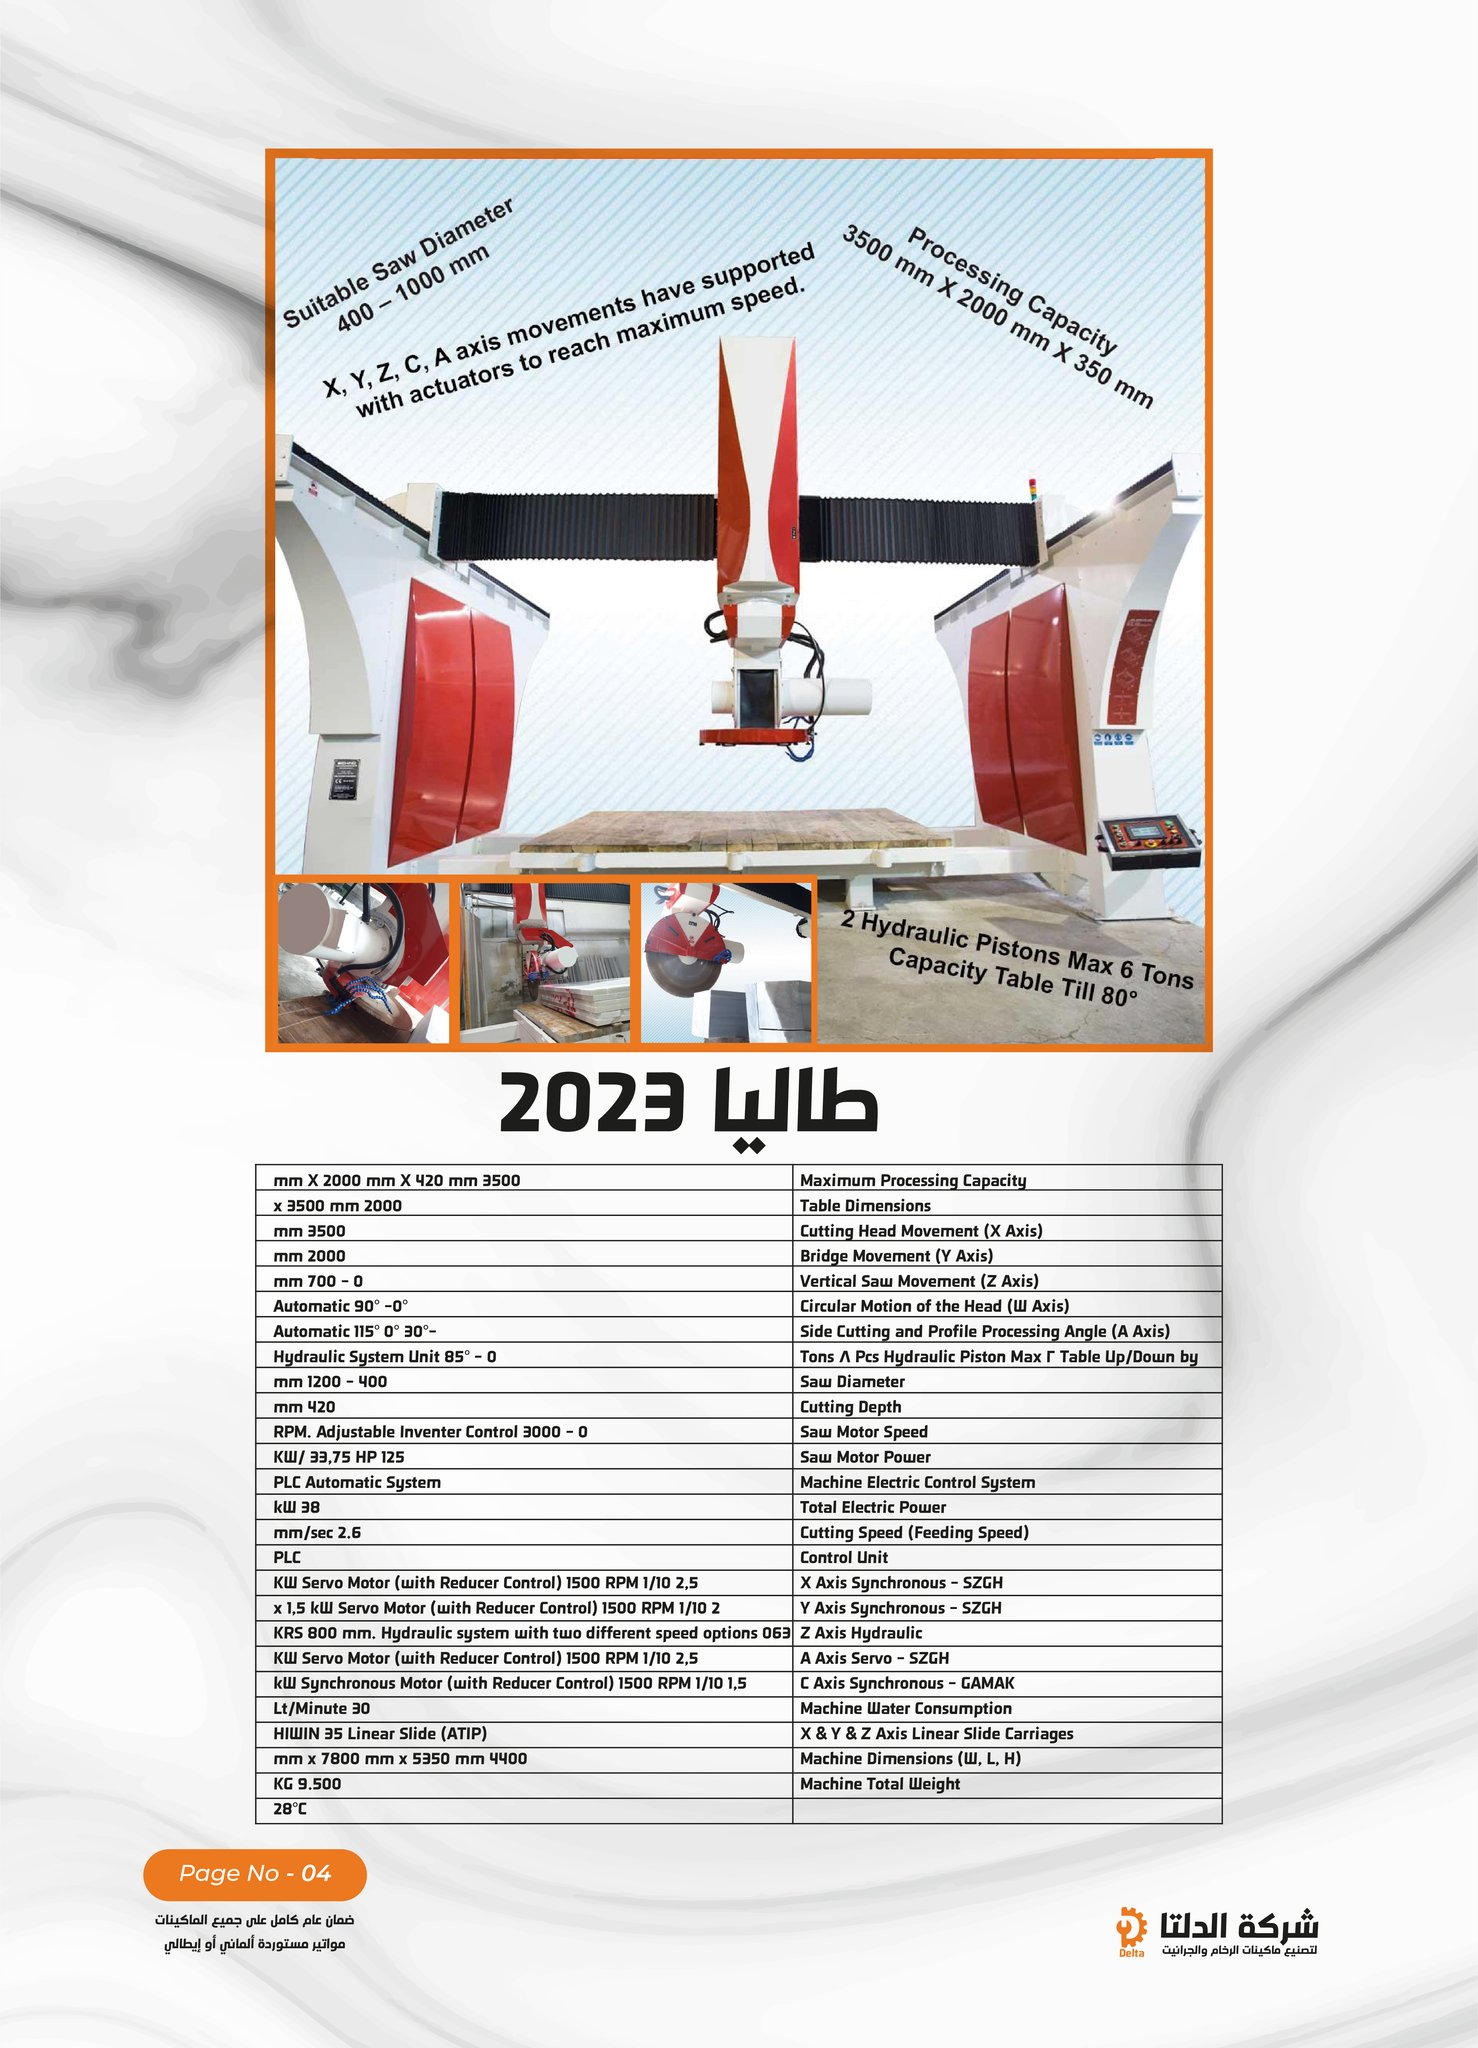 Suitable Saw Diameter
400 – 1000 mm
X, Y, Z, C, A axis movements have supported
with actuators to reach maximum speed.
Processing Capacity
3500 mm X 2000 mm X 350 mm
2 Hydraulic Pistons Max 6 Tons
Capacity Table Till 80°
طاليا 2023
mm X 2000 mm X 420 mm 3500 Maximum Processing Capacity
x 3500 mm 2000 Table Dimensions
mm 3500 Cutting Head Movement (X Axis)
mm 2000 Bridge Movement (Y Axis)
mm 700 - 0 Vertical Saw Movement (Z Axis)
Automatic 90° -0° Circular Motion of the Head (W Axis)
Automatic 115° 0° 30°- Side Cutting and Profile Processing Angle (A Axis)
Hydraulic System Unit 85° - 0 Tons Λ Pcs Hydraulic Piston Max Γ Table Up/Down by
mm 1200 - 400 Saw Diameter
mm 420 Cutting Depth
RPM. Adjustable Inventer Control 3000 - 0 Saw Motor Speed
KW/ 33,75 HP 125 Saw Motor Power
PLC Automatic System Machine Electric Control System
kW 38 Total Electric Power
mm/sec 2.6 Cutting Speed (Feeding Speed)
PLC Control Unit
KW Servo Motor (with Reducer Control) 1500 RPM 1/10 2,5 X Axis Synchronous - SZGH
x 1,5 kW Servo Motor (with Reducer Control) 1500 RPM 1/10 2 Y Axis Synchronous - SZGH
KRS 800 mm. Hydraulic system with two different speed options 063 Z Axis Hydraulic
KW Servo Motor (with Reducer Control) 1500 RPM 1/10 2,5 A Axis Servo - SZGH
kW Synchronous Motor (with Reducer Control) 1500 RPM 1/10 1,5 C Axis Synchronous - GAMAK
Lt/Minute 30 Machine Water Consumption
HIWIN 35 Linear Slide (ATIP) X & Y & Z Axis Linear Slide Carriages
mm x 7800 mm x 5350 mm 4400 Machine Dimensions (W, L, H)
KG 9.500 Machine Total Weight
28°C
Page No - 04
ضمان عام كامل على جميع الماكينات
مواتير مستوردة ألماني أو إيطالي
شركة الدلتا
لتصنيع ماكينات الرخام والجرانيت
Delta